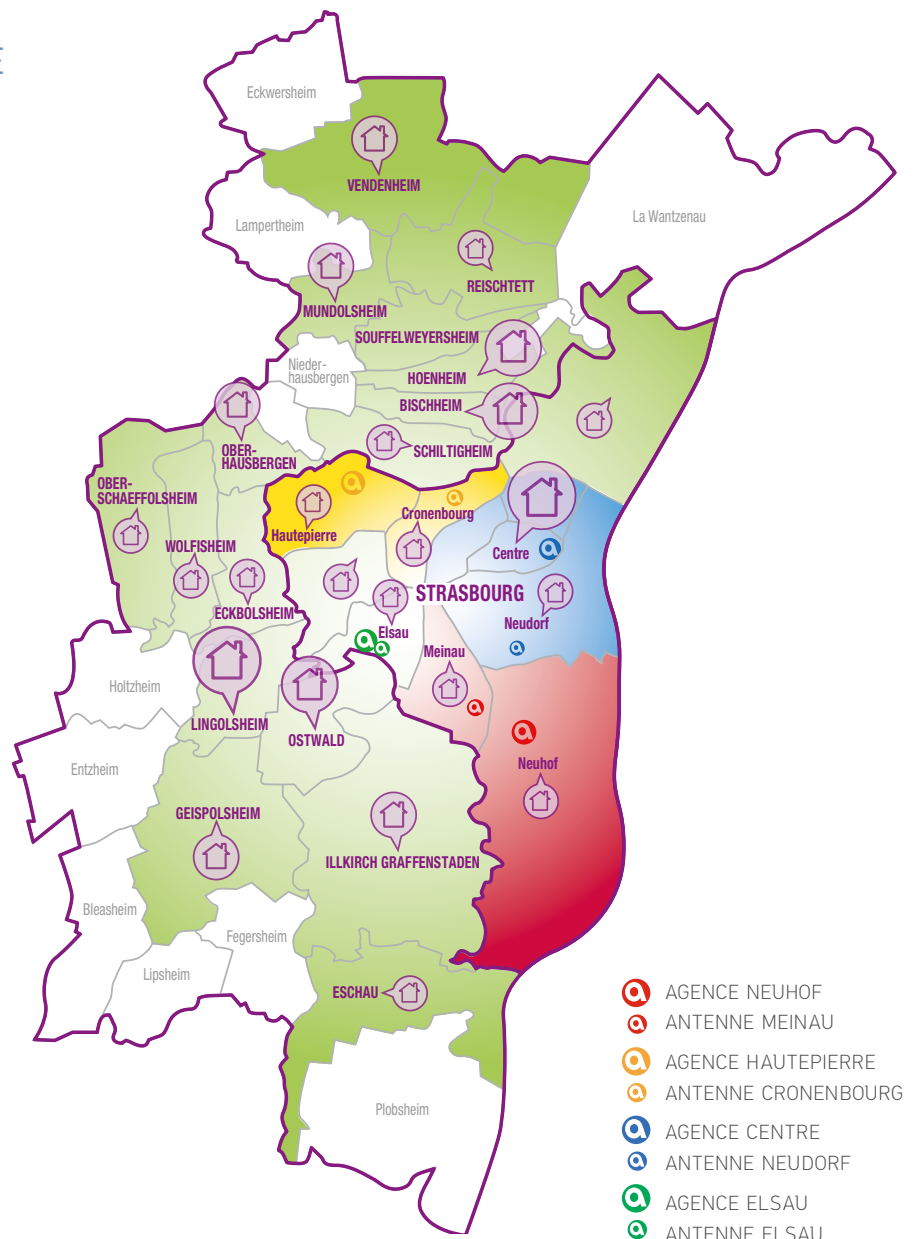 Eckwersheim
VENDENHEIM
La Wantzenau
Lampertheim
REISCHTETT
MUNDOLSHEIM
SOUFFELWEYERSHEIM
Nieder-
hausbergen
HOENHEIM
BISCHHEIM
OBER-
HAUSBERGEN
SCHILTIGHEIM
OBER-
SCHAEFFOLSHEIM
Cronenbourg
Hautepierre
WOLFISHEIM
Centre
STRASBOURG
ECKBOLSHEIM
Elsau
Neudorf
Meinau
Holtzheim
LINGOLSHEIM
OSTWALD
Entzheim
Neuhof
GEISPOLSHEIM
ILLKIRCH GRAFFENSTADEN
Bleasheim
Fegersheim
Lipsheim
ESCHAU
Plobsheim
AGENCE NEUHOF
ANTENNE MEINAU
AGENCE HAUTEPIERRE
ANTENNE CRONENBOURG
AGENCE CENTRE
ANTENNE NEUDORF
AGENCE ELSAU
ANTENNE ELSAU